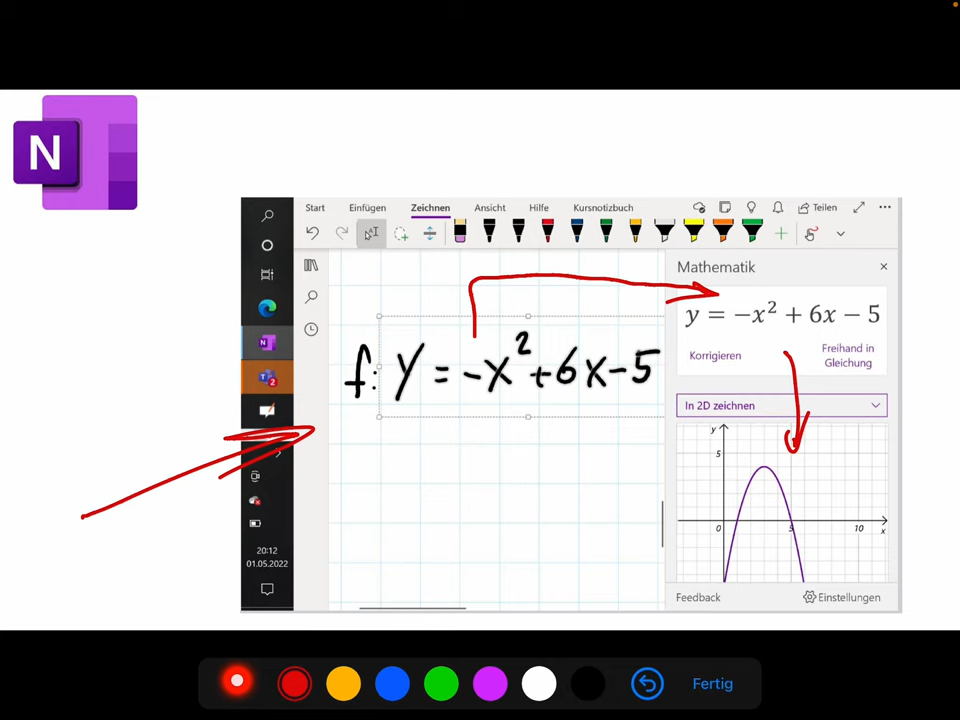 N
Start Einfügen Zeichnen Ansicht Hilfe Kursnotizbuch Teilen
Mathematik
y = −x² + 6x − 5
Korrigieren
Freihand in
Gleichung
f: y = -x² + 6x - 5
In 2D zeichnen
y
5
0 5 10
x
2
20:12
01.05.2022
Feedback Einstellungen
Fertig